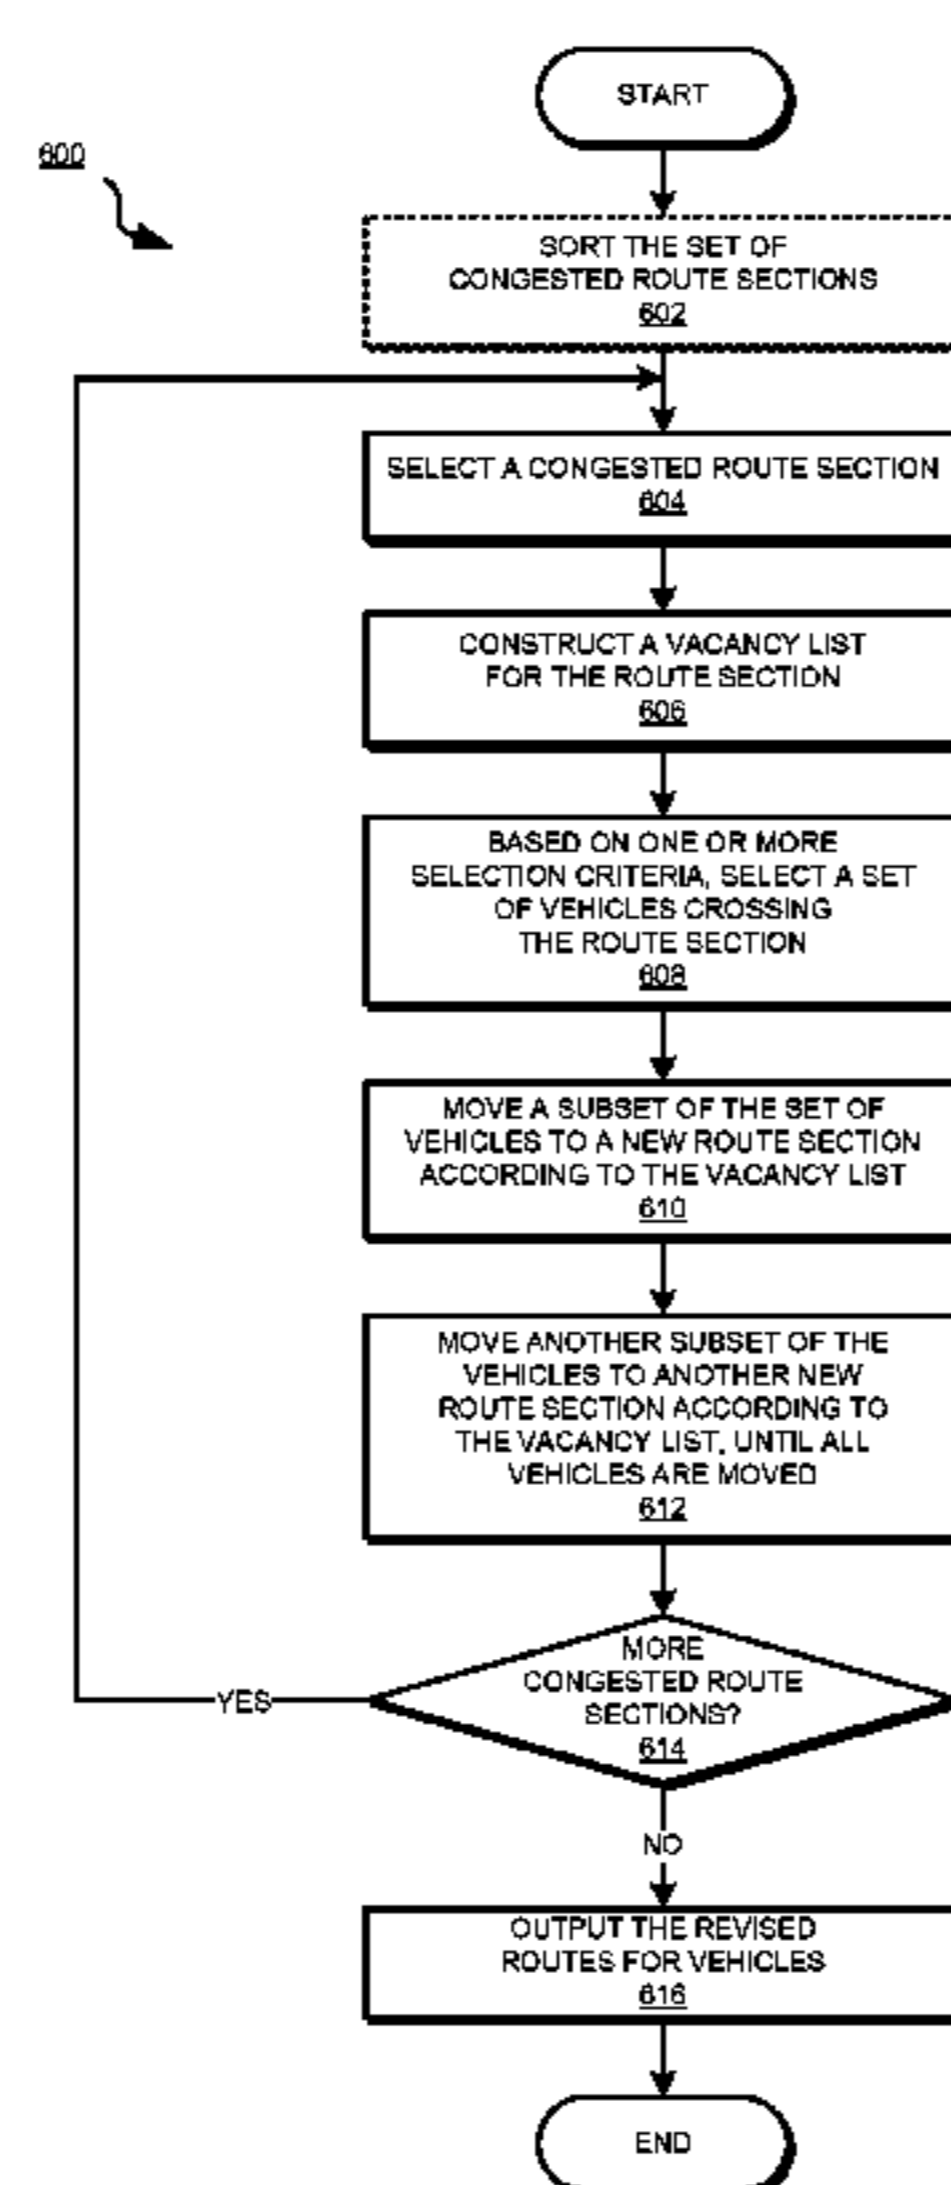 START
600
SORT THE SET OF
CONGESTED ROUTE SECTIONS
602
SELECT A CONGESTED ROUTE SECTION
604
CONSTRUCT A VACANCY LIST
FOR THE ROUTE SECTION
606
BASED ON ONE OR MORE
SELECTION CRITERIA, SELECT A SET
OF VEHICLES CROSSING
THE ROUTE SECTION
608
MOVE A SUBSET OF THE SET OF
VEHICLES TO A NEW ROUTE SECTION
ACCORDING TO THE VACANCY LIST
610
MOVE ANOTHER SUBSET OF THE
VEHICLES TO ANOTHER NEW
ROUTE SECTION ACCORDING TO
THE VACANCY LIST, UNTIL ALL
VEHICLES ARE MOVED
612
MORE
CONGESTED ROUTE
SECTIONS?
614
YES
NO
OUTPUT THE REVISED
ROUTES FOR VEHICLES
616
END